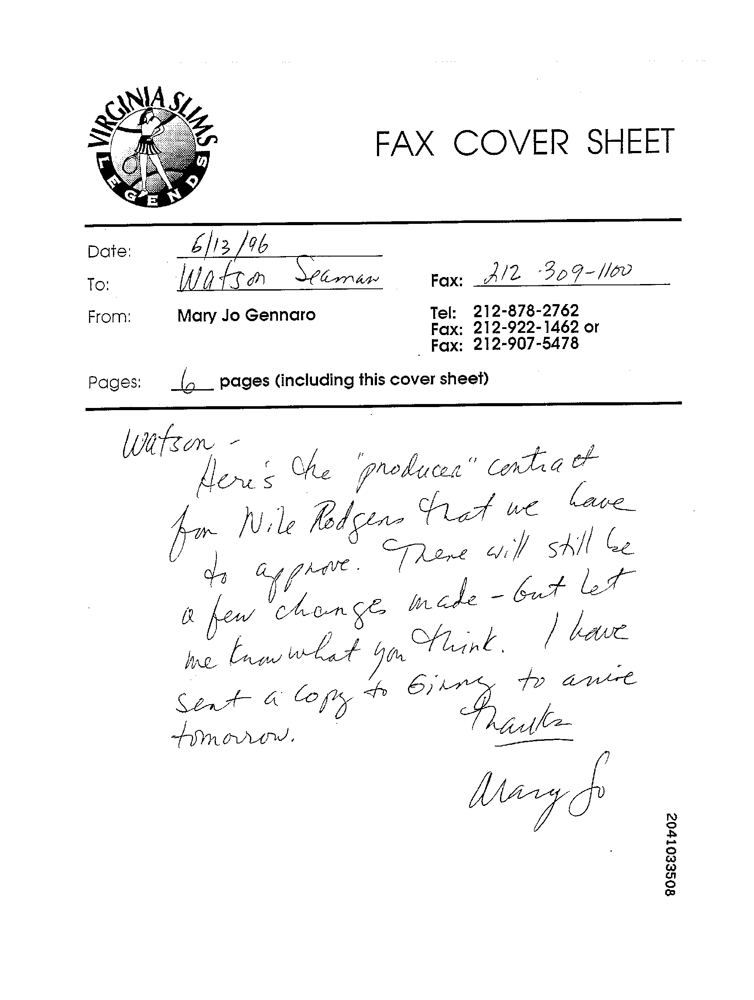 VIRGINIA SLIMS
LEGENDS
FAX COVER SHEET
Date: 6/13/96
To: Watson Seaman Fax: 212-309-1100
From: Mary Jo Gennaro Tel: 212-878-2762
Fax: 212-922-1462 or
Fax: 212-907-5478
Pages: 6 pages (including this cover sheet)
Watson -
Here's the "producer" contract
for Nile Rodgers that we have
to approve. There will still be
a few changes made - but let
me know what you think. I have
sent a copy to Ginny to arrive
tomorrow. Thanks
Mary Jo
2041033508